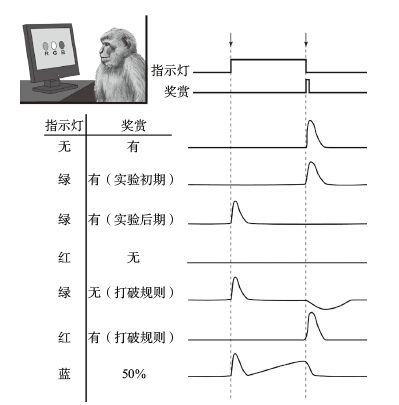 R G B
指示灯
奖赏
指示灯 奖赏
无 有
绿 有（实验初期）
绿 有（实验后期）
红 无
绿 无（打破规则）
红 有（打破规则）
蓝 50%